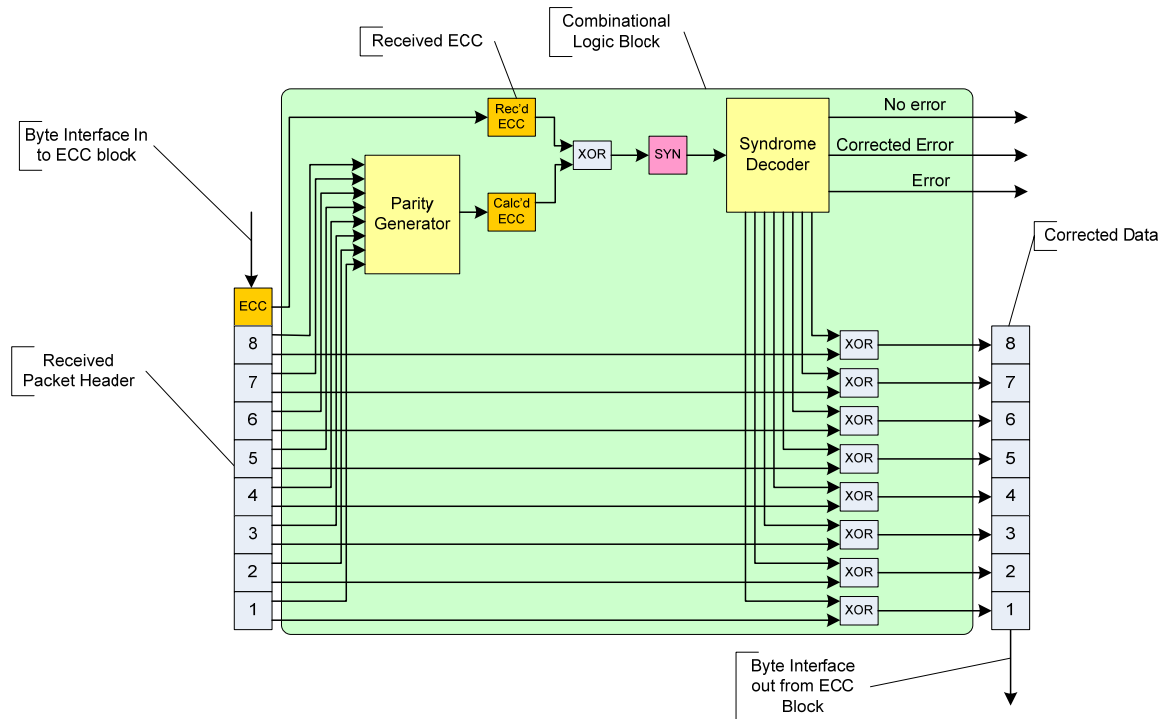 Combinational
Logic Block
Received ECC
Byte Interface In
to ECC block
Rec'd
ECC
XOR
SYN
Syndrome
Decoder
No error
Corrected Error
Error
Parity
Generator
Calc'd
ECC
Corrected Data
Received
Packet Header
ECC
8
7
6
5
4
3
2
1
XOR
XOR
XOR
XOR
XOR
XOR
XOR
XOR
8
7
6
5
4
3
2
1
Byte Interface
out from ECC
Block